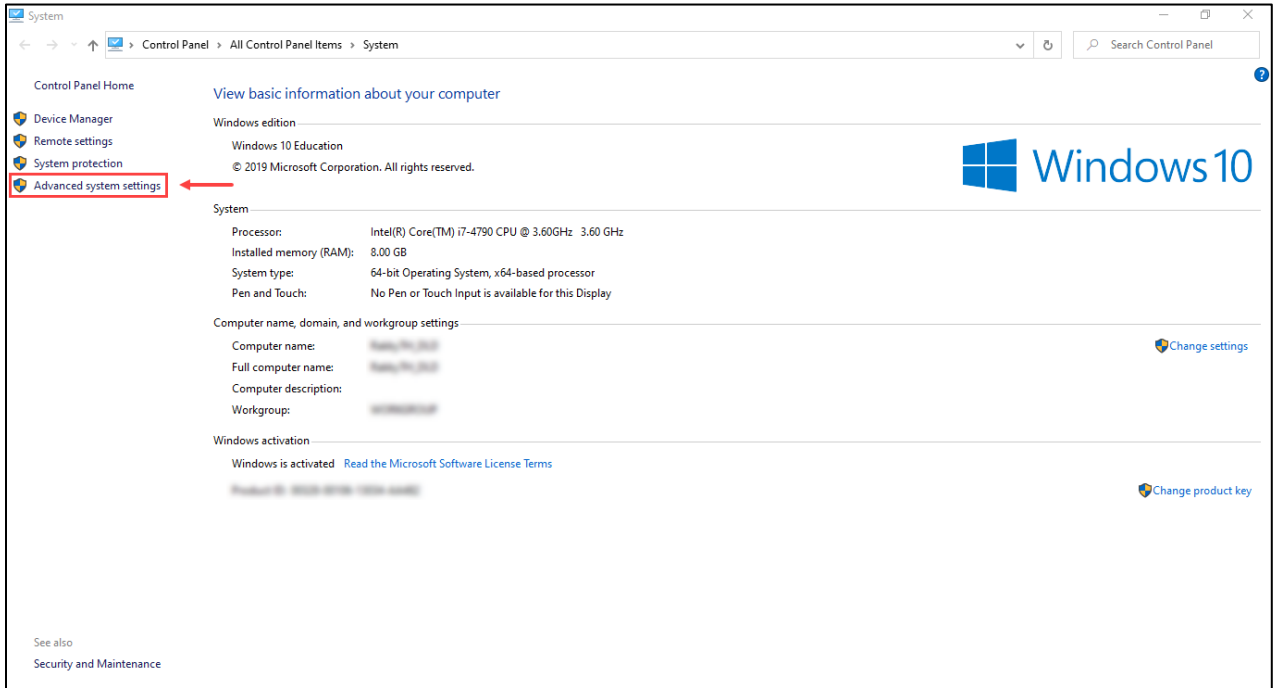 System
Control Panel > All Control Panel Items > System
Search Control Panel
Control Panel Home
Device Manager
Remote settings
System protection
Advanced system settings
View basic information about your computer
Windows edition
Windows 10 Education
© 2019 Microsoft Corporation. All rights reserved.
Windows 10
System
Processor: Intel(R) Core(TM) i7-4790 CPU @ 3.60GHz 3.60 GHz
Installed memory (RAM): 8.00 GB
System type: 64-bit Operating System, x64-based processor
Pen and Touch: No Pen or Touch Input is available for this Display
Computer name, domain, and workgroup settings
Computer name:
Change settings
Full computer name:
Computer description:
Workgroup:
Windows activation
Windows is activated Read the Microsoft Software License Terms
Change product key
See also
Security and Maintenance